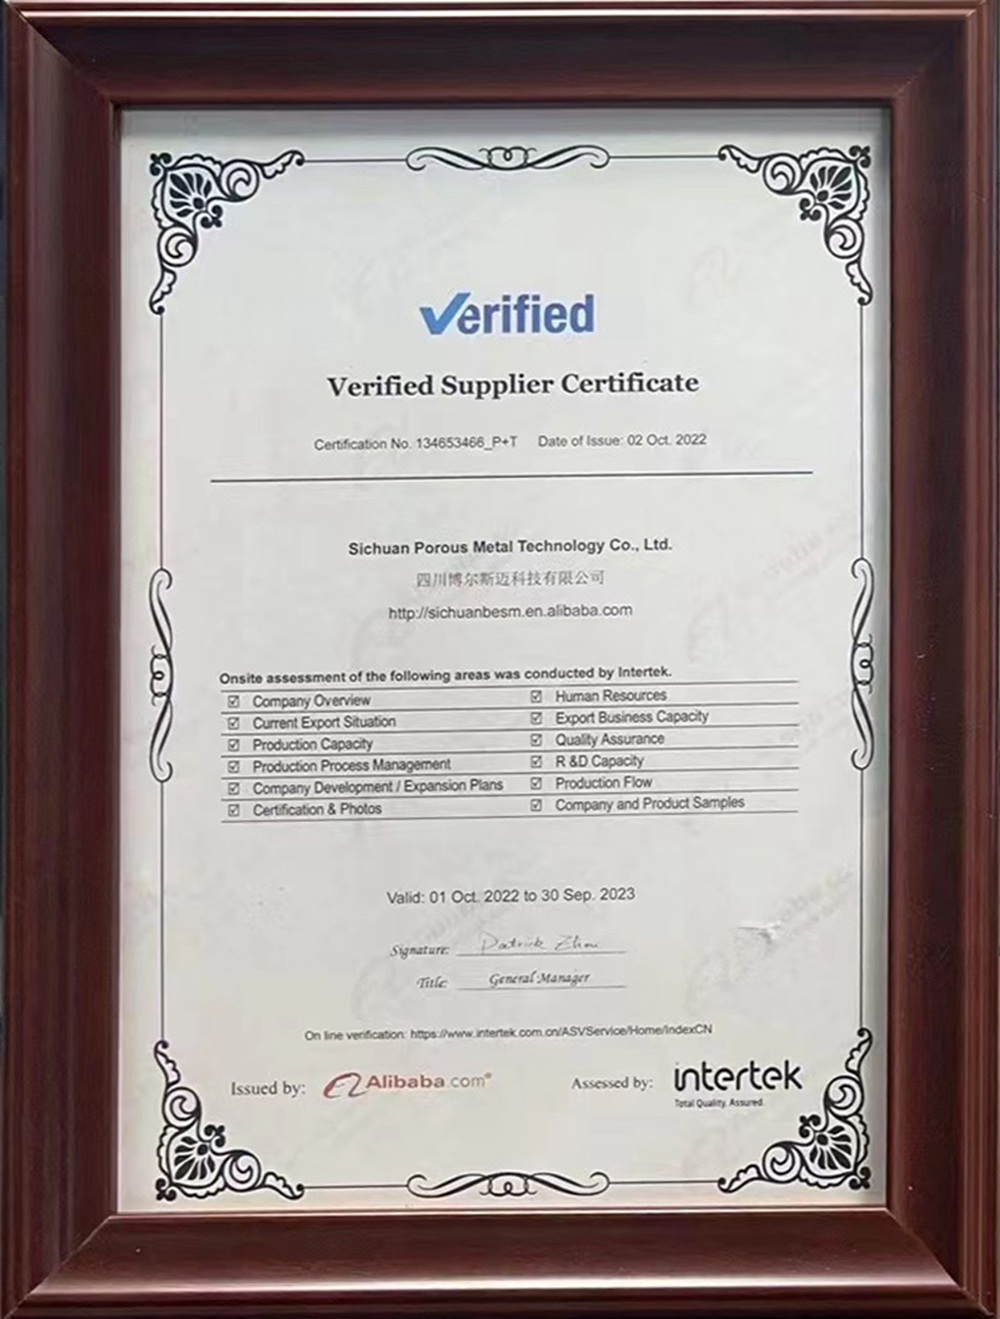 Verified
Verified Supplier Certificate
Certification No. 134653466_P+T Date of Issue: 02 Oct. 2022
Sichuan Porous Metal Technology Co., Ltd.
四川博尔斯迈科技有限公司
http://sichuanbesm.en.alibaba.com
Onsite assessment of the following areas was conducted by Intertek.
☑ Company Overview ☑ Human Resources
☑ Current Export Situation ☑ Export Business Capacity
☑ Production Capacity ☑ Quality Assurance
☑ Production Process Management ☑ R &D Capacity
☑ Company Development / Expansion Plans ☑ Production Flow
☑ Certification & Photos ☑ Company and Product Samples
Valid: 01 Oct. 2022 to 30 Sep. 2023
Signature: Patrick Zhou
Title: General Manager
On line verification: https://www.intertek.com.cn/ASVService/Home/IndexCN
Issued by: Alibaba.com® Assessed by: intertek
Total Quality. Assured.